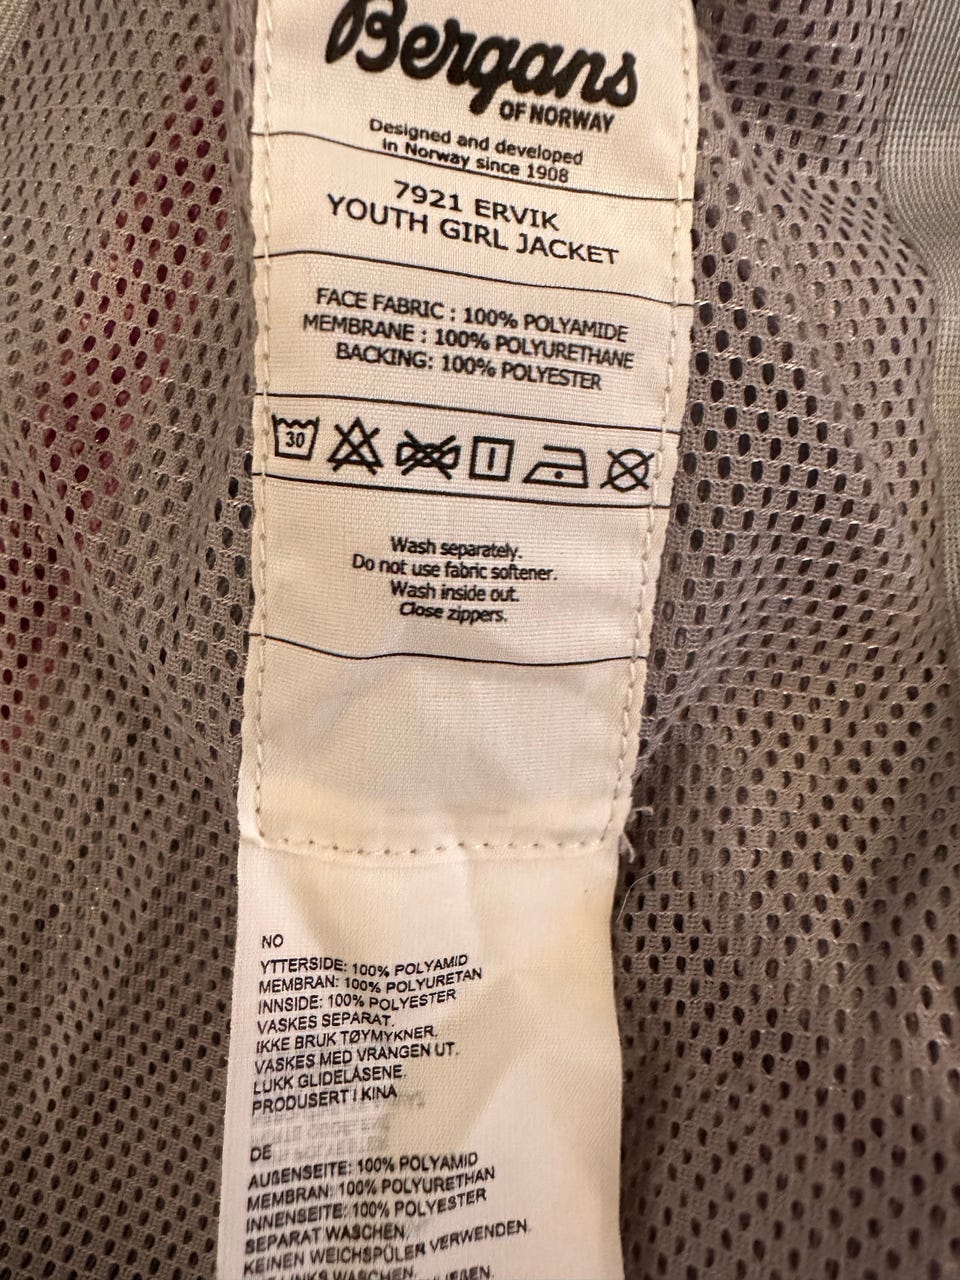 Bergans
OF NORWAY
Designed and developed
in Norway since 1908
7921 ERVIK
YOUTH GIRL JACKET
FACE FABRIC : 100% POLYAMIDE
MEMBRANE : 100% POLYURETHANE
BACKING: 100% POLYESTER
30
Wash separately.
Do not use fabric softener.
Wash inside out.
Close zippers.
NO
YTTERSIDE: 100% POLYAMID
MEMBRAN: 100% POLYURETAN
INNSIDE: 100% POLYESTER
VASKES SEPARAT.
IKKE BRUK TØYMYKNER.
VASKES MED VRANGEN UT.
LUKK GLIDELÅSENE.
PRODUSERT I KINA
DE
AUßENSEITE: 100% POLYAMID
MEMBRAN: 100% POLYURETHAN
INNENSEITE: 100% POLYESTER
SEPARAT WASCHEN.
KEINEN WEICHSPÜLER VERWENDEN.
LINKS WASCHEN.